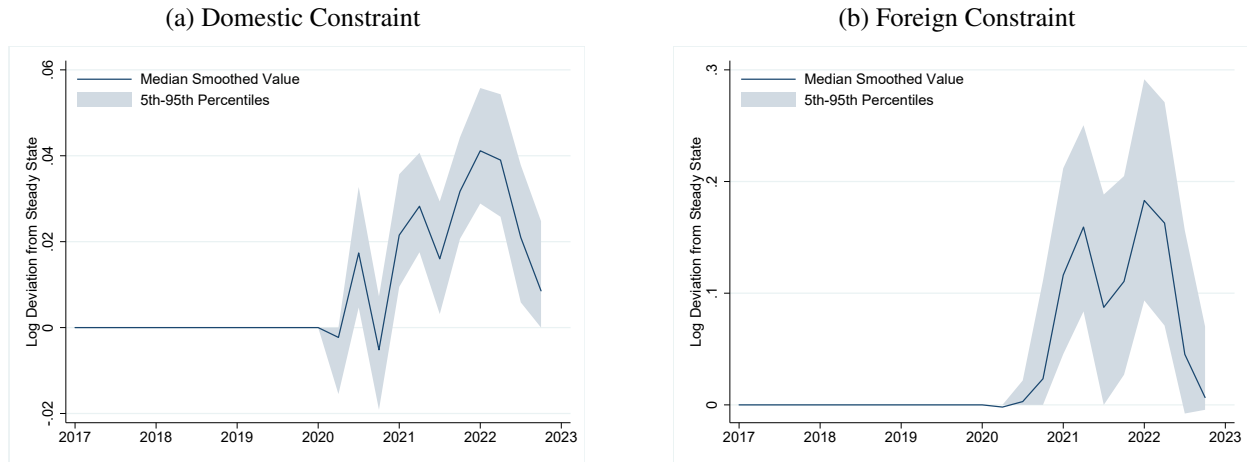 (a) Domestic Constraint
Log Deviation from Steady State
.06
.04
.02
0
-.02
Median Smoothed Value
5th-95th Percentiles
2017 2018 2019 2020 2021 2022 2023
(b) Foreign Constraint
Log Deviation from Steady State
.3
.2
.1
0
Median Smoothed Value
5th-95th Percentiles
2017 2018 2019 2020 2021 2022 2023